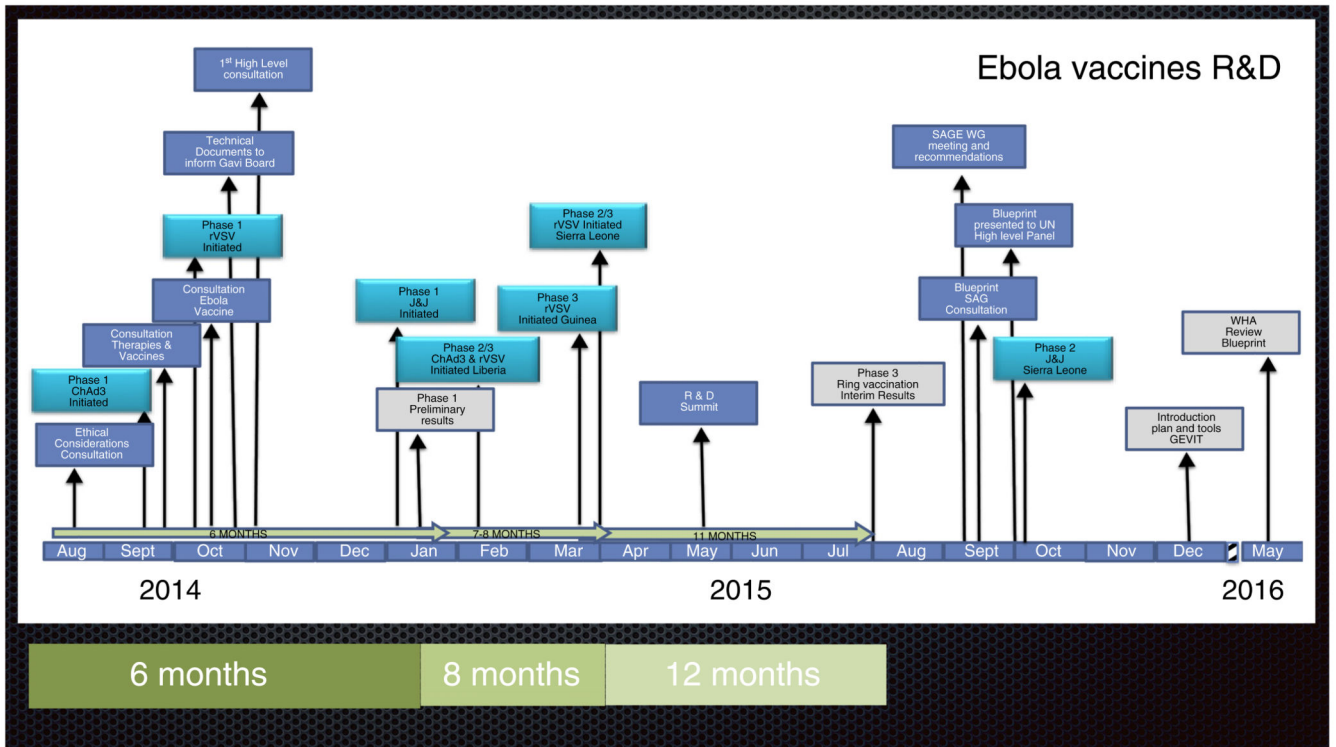 Ebola vaccines R&D
1st High Level
consultation
Technical
Documents to
inform Gavi Board
Phase 1
rVSV
Initiated
Consultation
Ebola
Vaccine
Consultation
Therapies &
Vaccines
Phase 1
ChAd3
Initiated
Ethical
Considerations
Consultation
Phase 1
J&J
Initiated
Phase 2/3
ChAd3 & rVSV
Initiated Liberia
Phase 1
Preliminary
results
Phase 2/3
rVSV Initiated
Sierra Leone
Phase 3
rVSV
Initiated Guinea
R & D
Summit
Phase 3
Ring vaccination
Interim Results
SAGE WG
meeting and
recommendations
Blueprint
presented to UN
High level Panel
Blueprint
SAG
Consultation
Phase 2
J&J
Sierra Leone
Introduction
plan and tools
GEVIT
WHA
Review
Blueprint
6 MONTHS
7-8 MONTHS
11 MONTHS
Aug Sept Oct Nov Dec Jan Feb Mar Apr May Jun Jul Aug Sept Oct Nov Dec May
2014 2015 2016
6 months 8 months 12 months